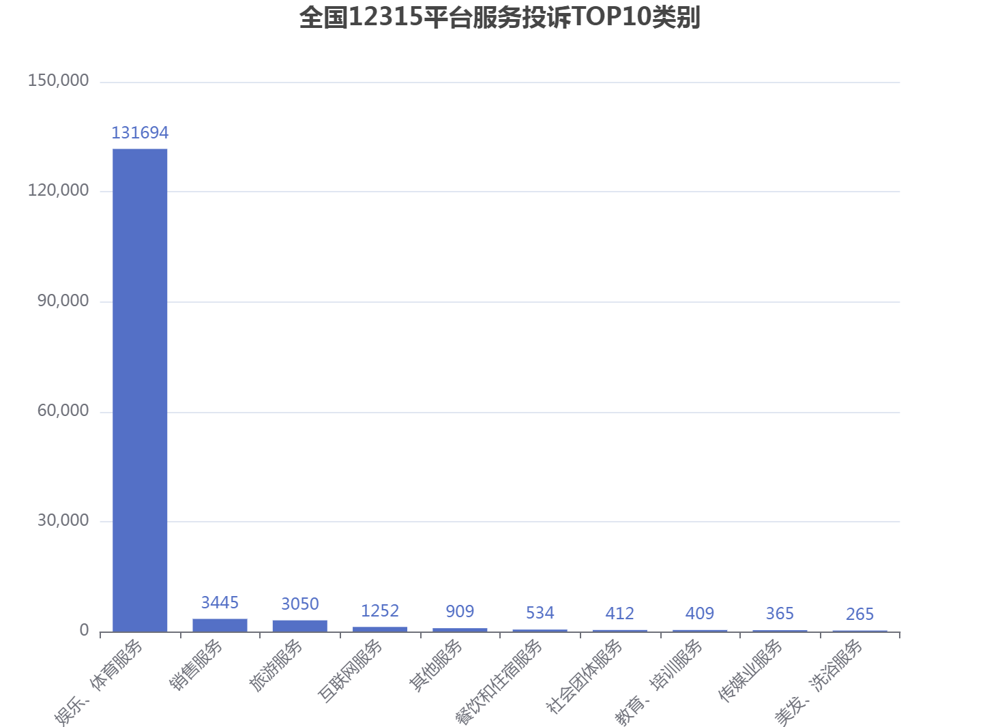 全国12315平台服务投诉TOP10类别
150,000
120,000
90,000
60,000
30,000
0
131694
3445
3050
1252
909
534
412
409
365
265
娱乐、体育服务
销售服务
旅游服务
互联网服务
其他服务
餐饮和住宿服务
社会团体服务
教育、培训服务
传媒业服务
美发、洗浴服务